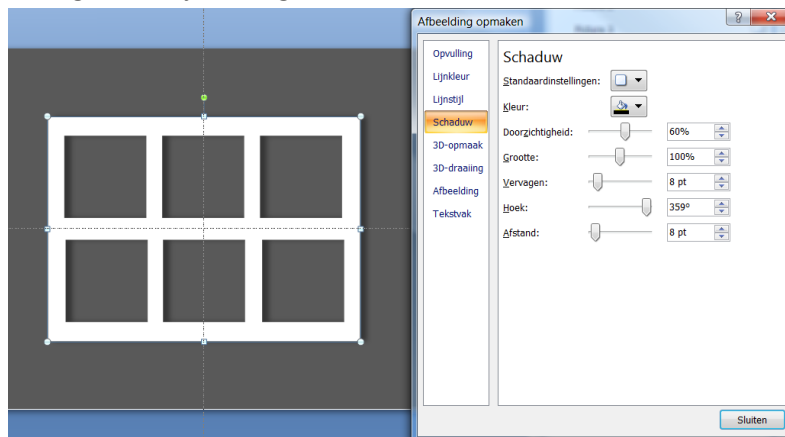 Afbeelding opmaken
?
Opvulling
Lijnkleur
Lijnstijl
Schaduw
3D-opmaak
3D-draaiing
Afbeelding
Tekstvak
Schaduw
Standaardinstellingen:
Kleur:
Doorzichtigheid: 60%
Grootte: 100%
Vervagen: 8 pt
Hoek: 359°
Afstand: 8 pt
Sluiten